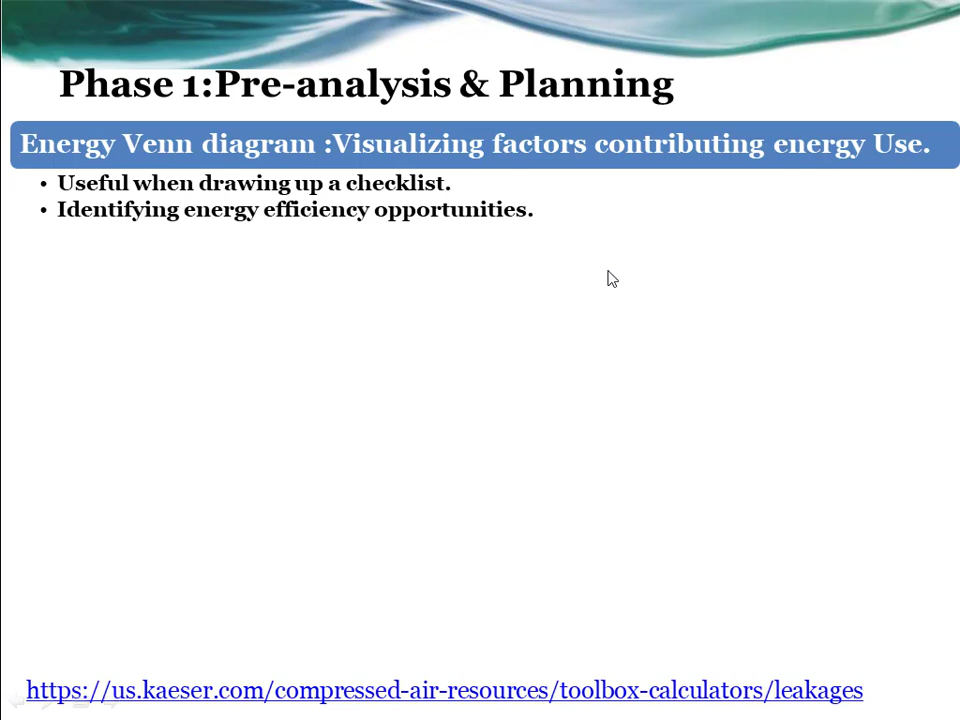 Phase 1:Pre-analysis & Planning
Energy Venn diagram :Visualizing factors contributing energy Use.
• Useful when drawing up a checklist.
• Identifying energy efficiency opportunities.
https://us.kaeser.com/compressed-air-resources/toolbox-calculators/leakages